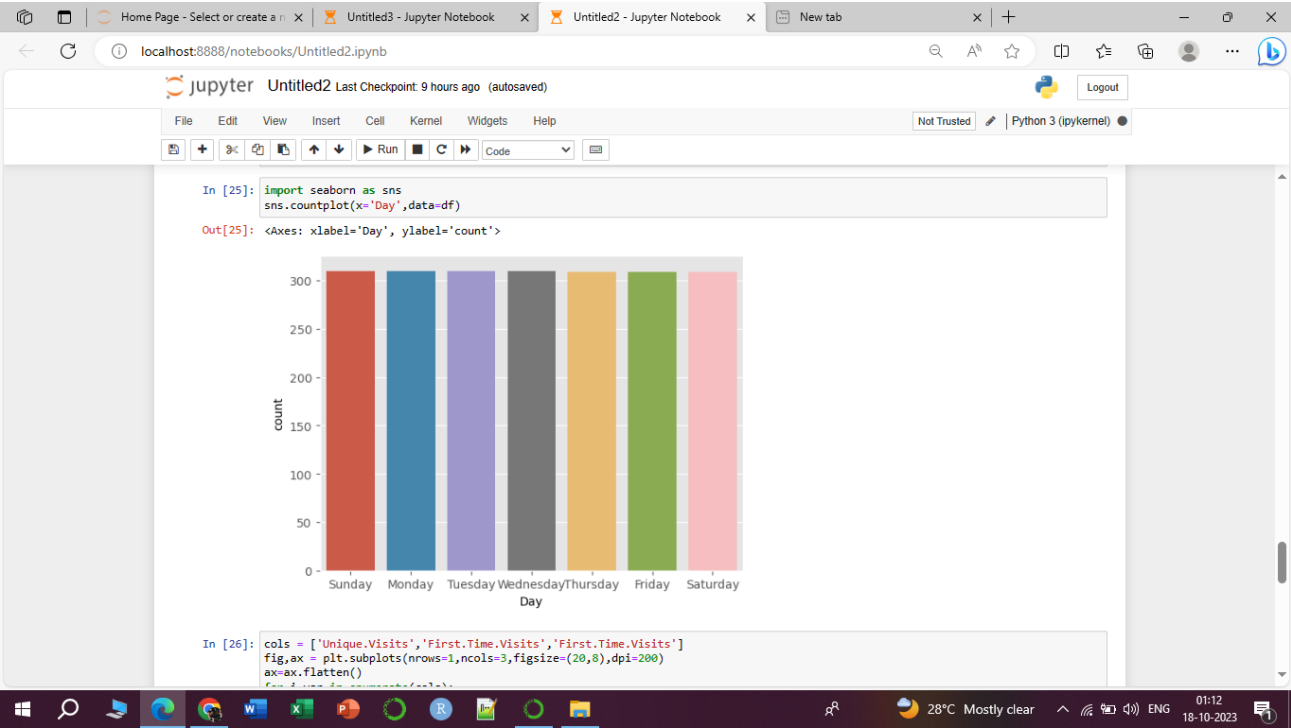 Home Page - Select or create a n
Untitled3 - Jupyter Notebook
Untitled2 - Jupyter Notebook
New tab
localhost:8888/notebooks/Untitled2.ipynb
jupyter Untitled2 Last Checkpoint: 9 hours ago (autosaved)
Logout
File Edit View Insert Cell Kernel Widgets Help
Not Trusted
Python 3 (ipykernel)
Run
Code
In [25]: import seaborn as sns
sns.countplot(x='Day',data=df)
Out[25]: <Axes: xlabel='Day', ylabel='count'>
300
250
200
150
100
50
0
count
Sunday Monday Tuesday Wednesday Thursday Friday Saturday
Day
In [26]: cols = ['Unique.Visits','First.Time.Visits','First.Time.Visits']
fig,ax = plt.subplots(nrows=1,ncols=3,figsize=(20,8),dpi=200)
ax=ax.flatten()
28°C Mostly clear
ENG
01:12
18-10-2023
1